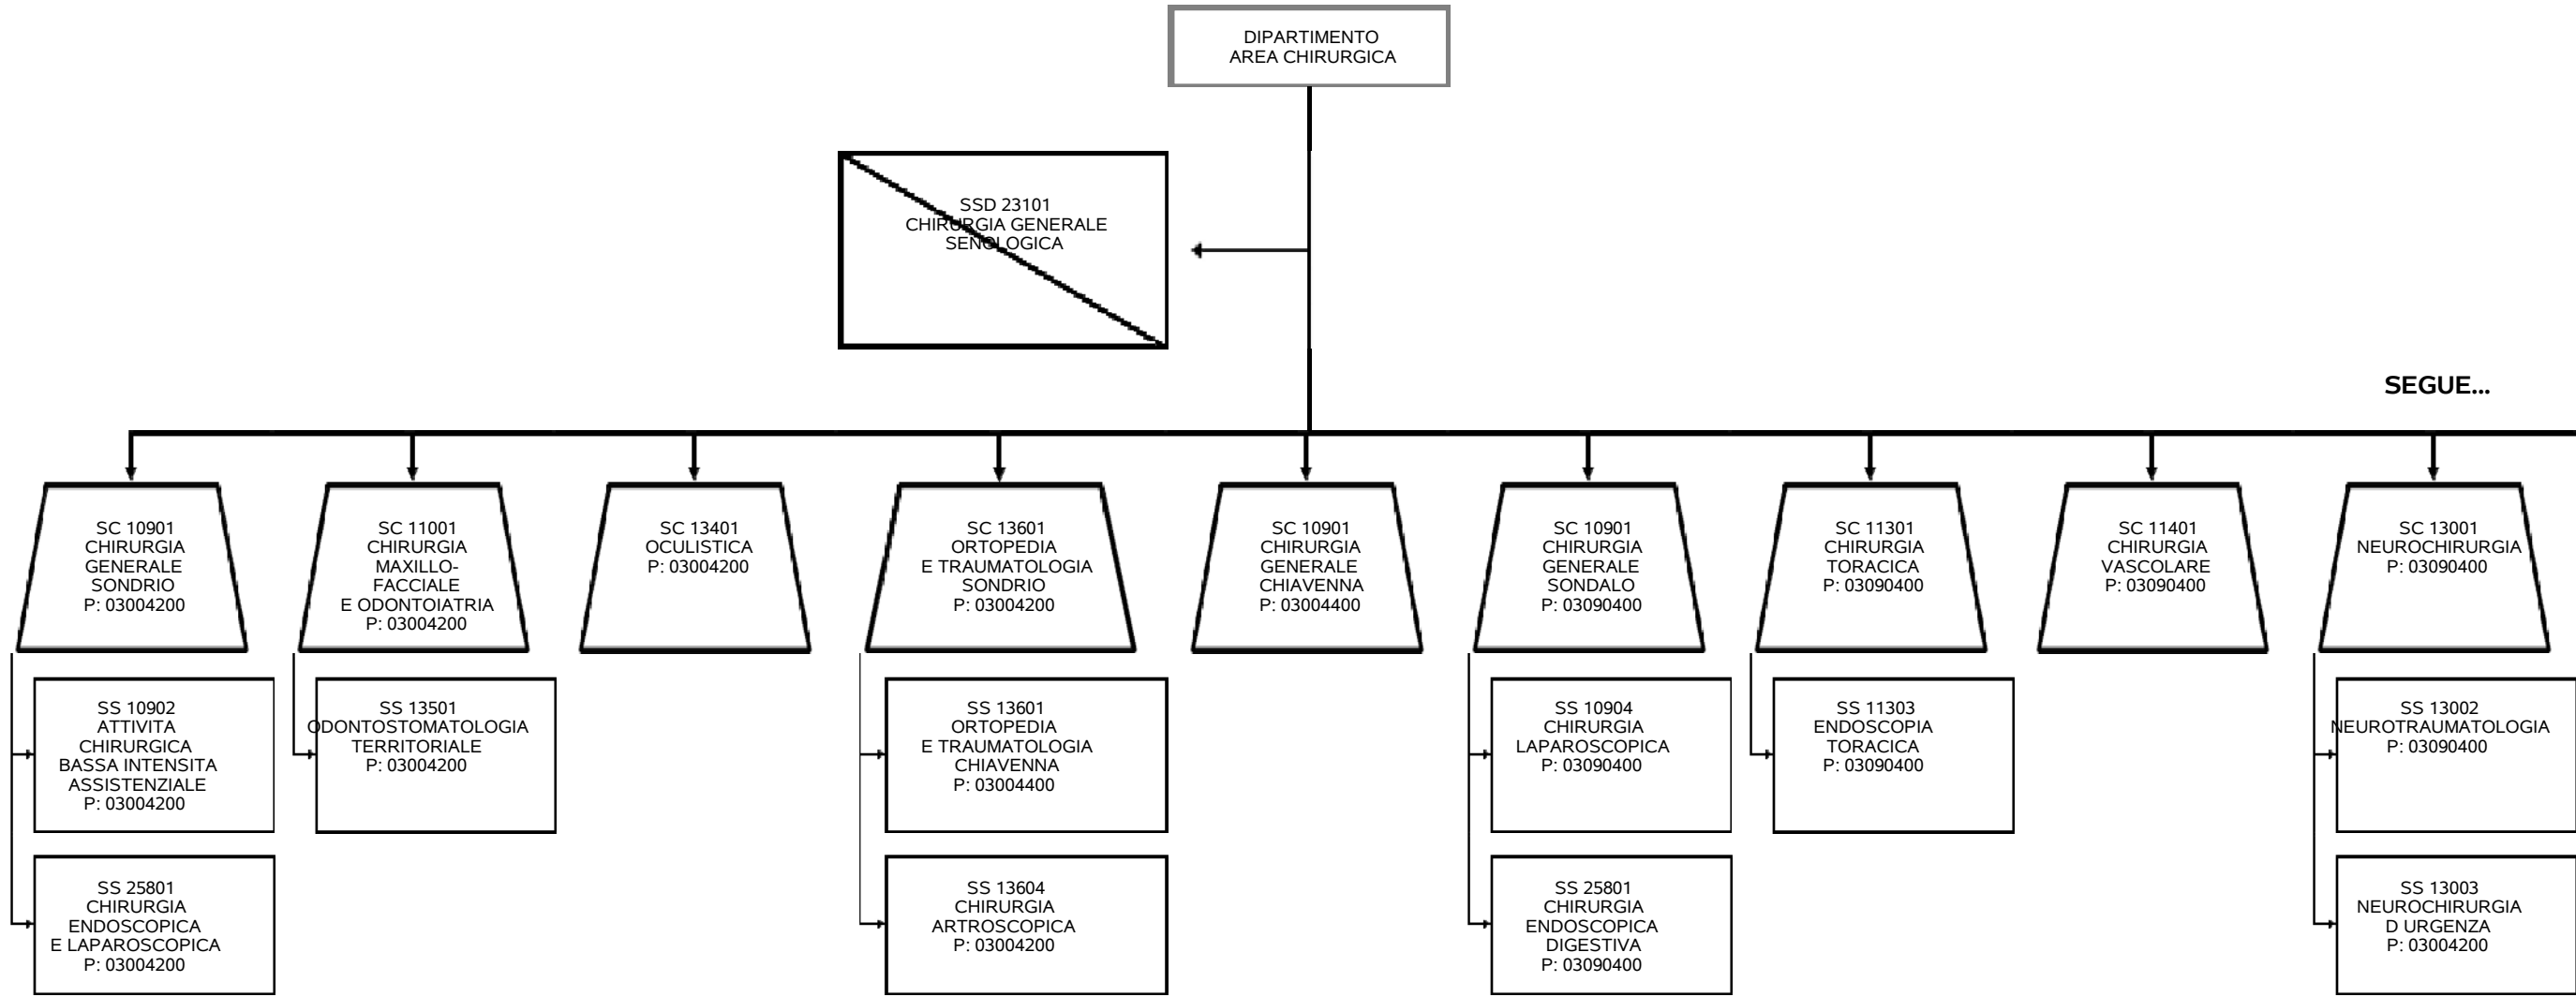 DIPARTIMENTO
AREA CHIRURGICA
SSD 23101
CHIRURGIA GENERALE
SENOLOGICA
SEGUE...
SC 10901
CHIRURGIA
GENERALE
SONDRIO
P: 03004200
SC 11001
CHIRURGIA
MAXILLO-
FACCIALE
E ODONTOIATRIA
P: 03004200
SC 13401
OCULISTICA
P: 03004200
SC 13601
ORTOPEDIA
E TRAUMATOLOGIA
SONDRIO
P: 03004200
SC 10901
CHIRURGIA
GENERALE
CHIAVENNA
P: 03004400
SC 10901
CHIRURGIA
GENERALE
SONDALO
P: 03090400
SC 11301
CHIRURGIA
TORACICA
P: 03090400
SC 11401
CHIRURGIA
VASCOLARE
P: 03090400
SC 13001
NEUROCHIRURGIA
P: 03090400
SS 10902
ATTIVITA
CHIRURGICA
BASSA INTENSITA
ASSISTENZIALE
P: 03004200
SS 13501
ODONTOSTOMATOLOGIA
TERRITORIALE
P: 03004200
SS 13601
ORTOPEDIA
E TRAUMATOLOGIA
CHIAVENNA
P: 03004400
SS 10904
CHIRURGIA
LAPAROSCOPICA
P: 03090400
SS 11303
ENDOSCOPIA
TORACICA
P: 03090400
SS 13002
NEUROTRAUMATOLOGIA
P: 03090400
SS 25801
CHIRURGIA
ENDOSCOPICA
E LAPAROSCOPICA
P: 03004200
SS 13604
CHIRURGIA
ARTROSCOPICA
P: 03004200
SS 25801
CHIRURGIA
ENDOSCOPICA
DIGESTIVA
P: 03090400
SS 13003
NEUROCHIRURGIA
D URGENZA
P: 03004200